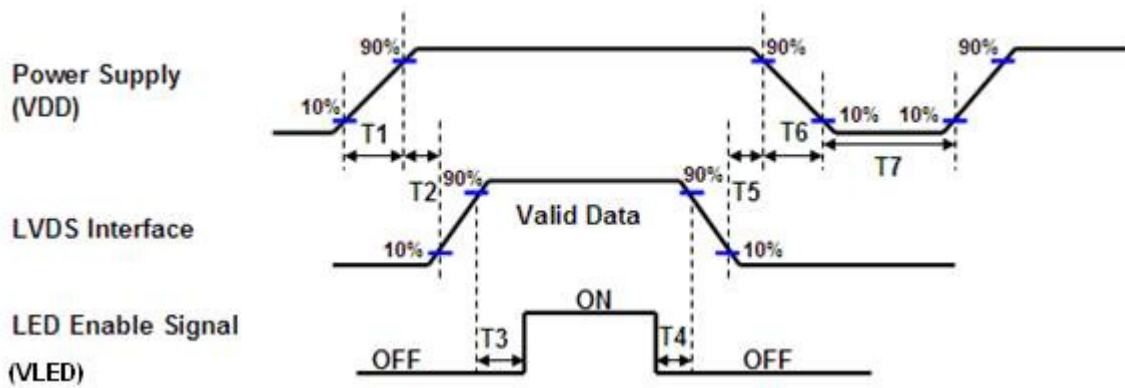 90% 90% 90%
Power Supply
(VDD)
10% 10% 10%
T1 T6
T7
T2 90% 90% T5
Valid Data
LVDS Interface
10% 10%
ON
LED Enable Signal
T3 T4
(VLED)
OFF OFF